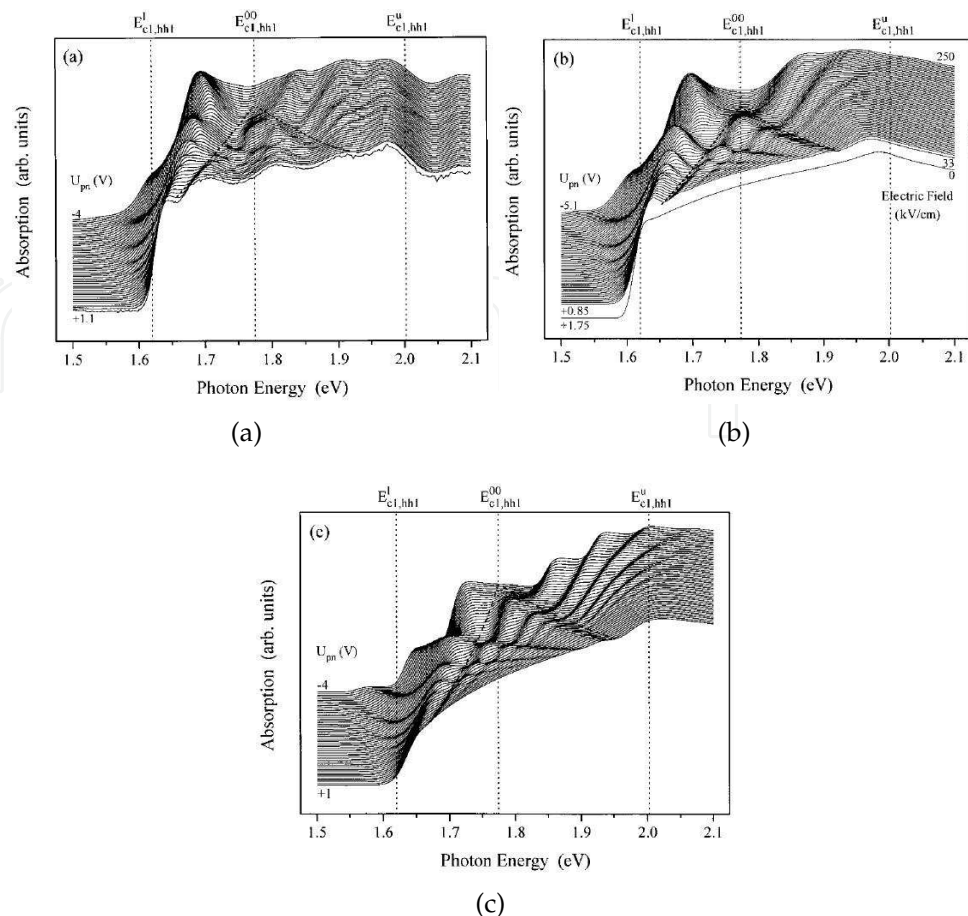 E^l_c1,hh1 E^00_c1,hh1 E^u_c1,hh1
(a)
Absorption (arb. units)
U_pn (V)
-4
+1.1
1.5 1.6 1.7 1.8 1.9 2.0 2.1
Photon Energy (eV)
(a)
E^l_c1,hh1 E^00_c1,hh1 E^u_c1,hh1
(b)
250
Absorption (arb. units)
33
0
U_pn (V)
Electric Field
(kV/cm)
-5.1
+0.85
+1.75
1.5 1.6 1.7 1.8 1.9 2.0 2.1
Photon Energy (eV)
(b)
E^l_c1,hh1 E^00_c1,hh1 E^u_c1,hh1
(c)
Absorption (arb. units)
U_pn (V)
-4
+1
1.5 1.6 1.7 1.8 1.9 2.0 2.1
Photon Energy (eV)
(c)